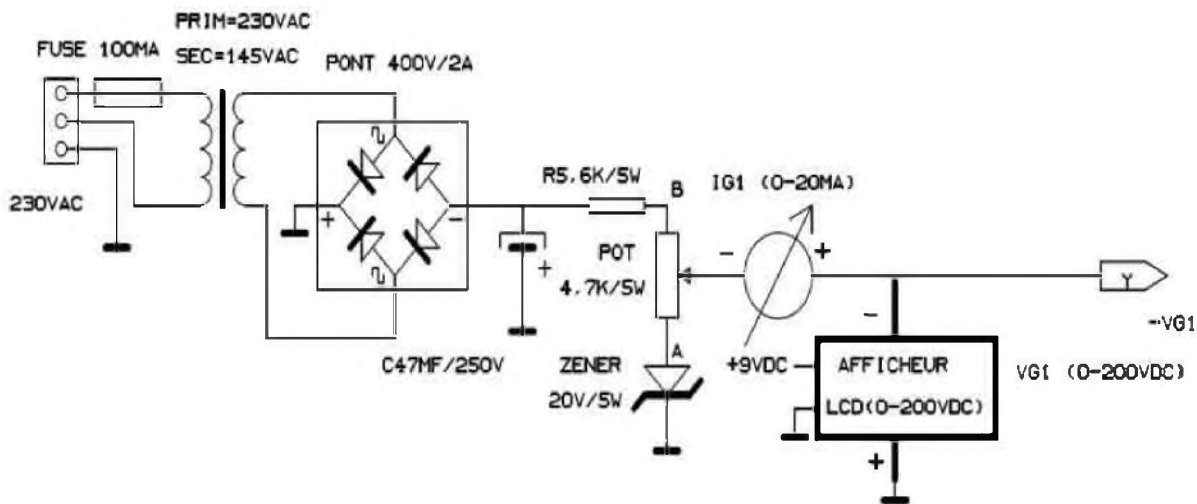 PRIM=230VAC
FUSE 100MA
SEC=145VAC
PONT 400V/2A
230VAC
+
-
R5.6K/5W
B
IG1 (0-20MA)
POT
4.7K/5W
-
+
+
Y
--VG1
C47MF/250V
ZENER
20V/5W
A
-
+9VDC
AFFICHEUR
LCD(0-200VDC)
VG1 (0-200VDC)
+